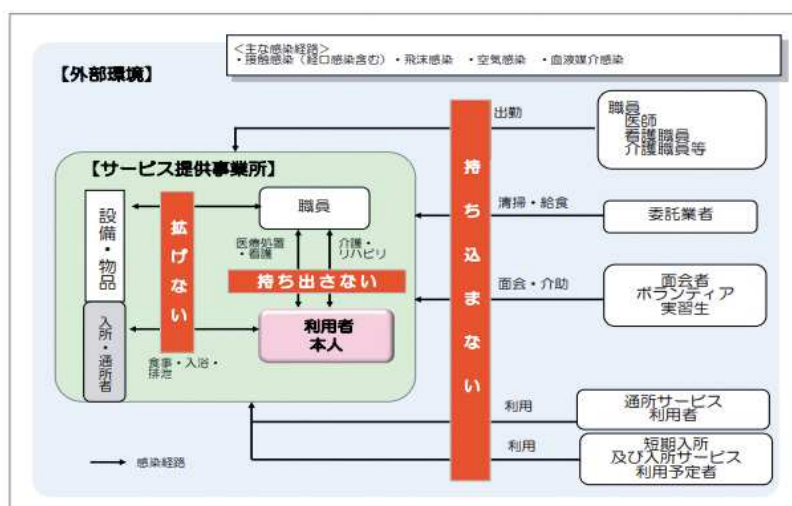 ＜主な感染経路＞
・接触感染（経口感染含む）・飛沫感染　・空気感染　・血液媒介感染
【外部環境】
出勤
職員
医師
看護職員
介護職員等
【サービス提供事業所】
設備・物品
拡げない
職員
医療処置
・看護
介護・
リハビリ
持ち出さない
利用者
本人
入所・通所者
食事・入浴・
排泄
持ち込まない
清掃・給食
委託業者
面会・介助
面会者
ボランティア
実習生
利用
通所サービス
利用者
利用
短期入所
及び入所サービス
利用予定者
感染経路